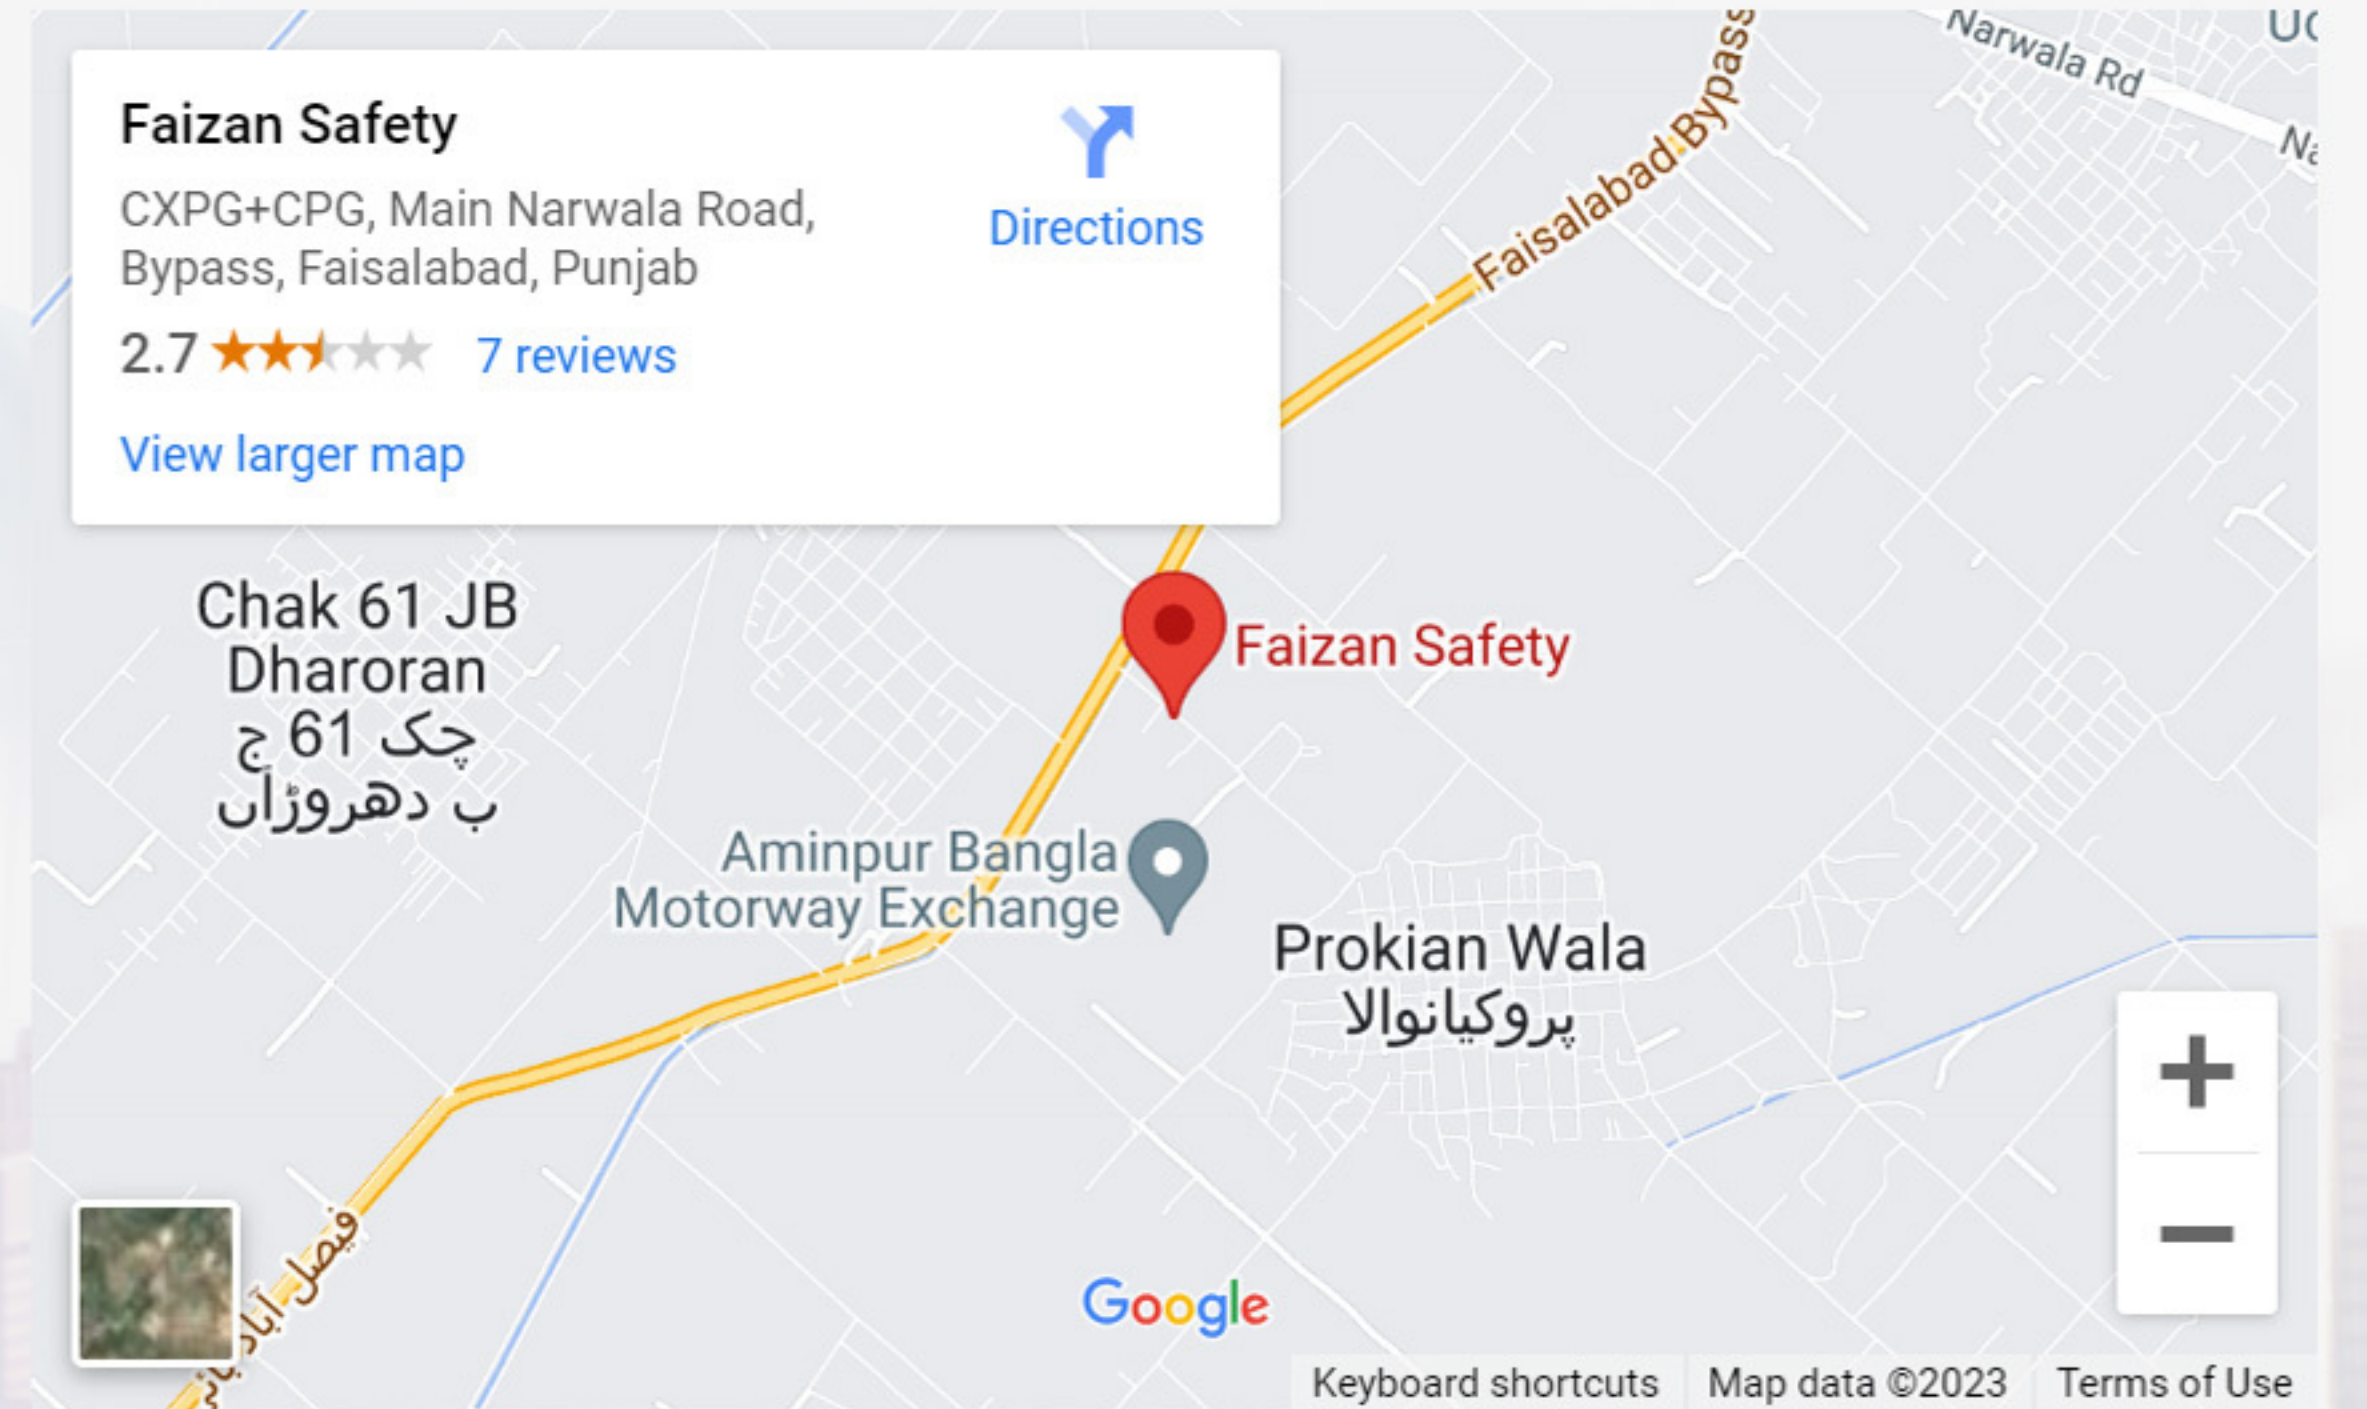 Faizan Safety
CXPG+CPG, Main Narwala Road,
Bypass, Faisalabad, Punjab
2.7
7 reviews
View larger map
Directions
Narwala Rd
Faisalabad Bypass
Chak 61 JB
Dharoran
چک 61 ج
ب دھروڑاں
Faizan Safety
Aminpur Bangla
Motorway Exchange
Prokian Wala
پروکیانوالا
فیصل آباد
Google
Keyboard shortcuts
Map data ©2023
Terms of Use